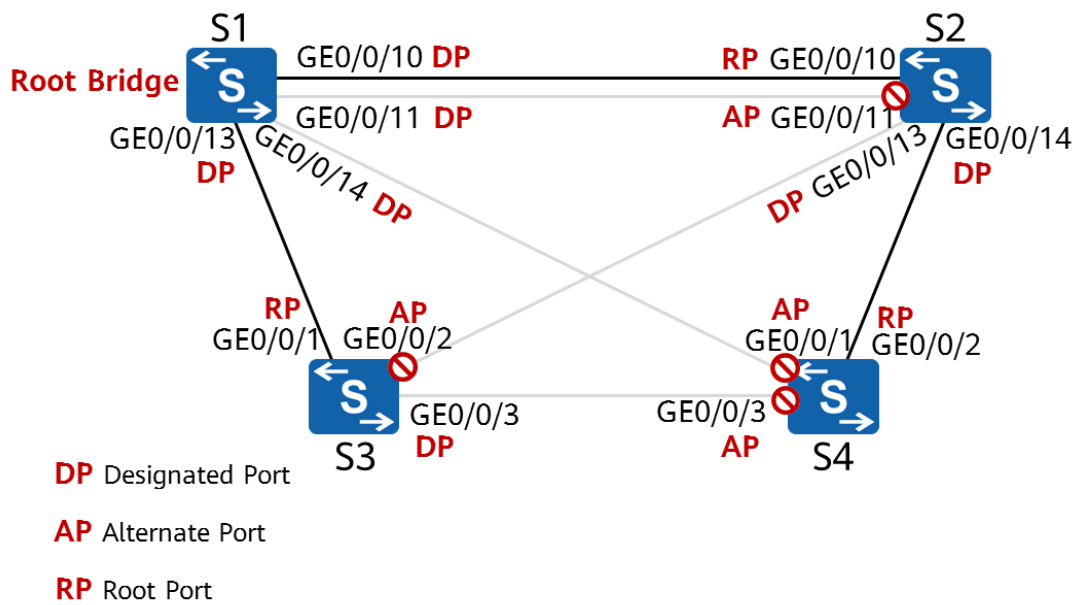 S1
S2
GE0/0/10 DP
RP GE0/0/10
Root Bridge
S
S
GE0/0/11 DP
AP GE0/0/11
GE0/0/13
DP
GE0/0/14 DP
DP GE0/0/13
GE0/0/14
DP
RP
GE0/0/1
AP
GE0/0/2
AP
GE0/0/1
RP
GE0/0/2
S
S
GE0/0/3
DP
GE0/0/3
AP
S3
S4
DP Designated Port
AP Alternate Port
RP Root Port